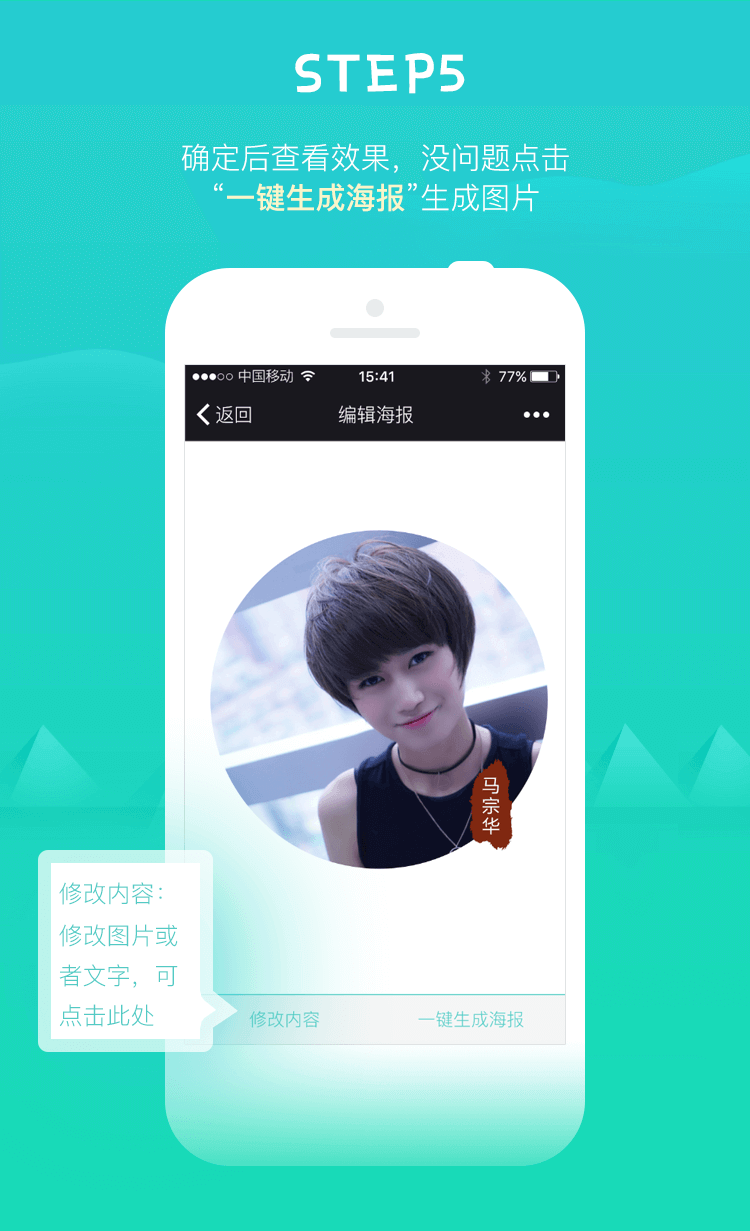 STEP5
确定后查看效果，没问题点击
“一键生成海报”生成图片
中国移动 15:41 77%
返回 编辑海报
马宗华
修改内容：
修改图片或
者文字，可
点击此处
修改内容 一键生成海报